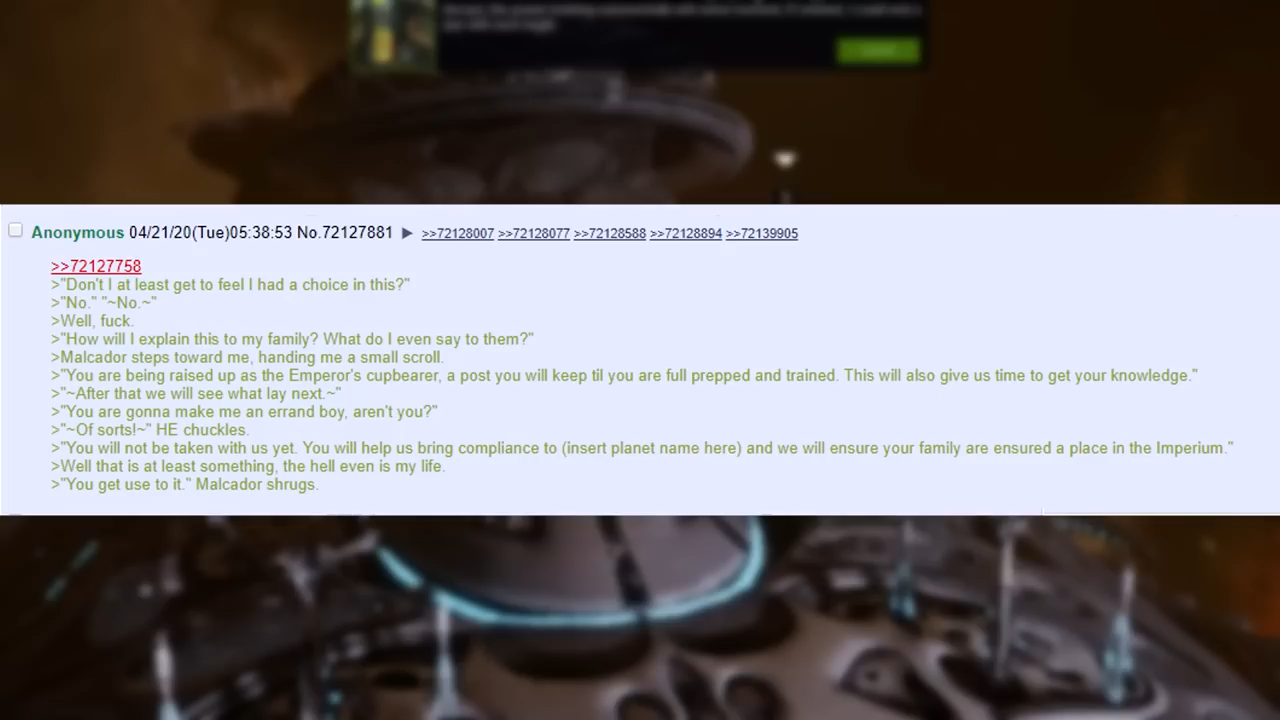 Anonymous 04/21/20(Tue)05:38:53 No.72127881 ▶ >>72128007 >>72128077 >>72128588 >>72128894 >>72139905
>>72127758
>"Don't I at least get to feel I had a choice in this?"
>"No." "~No.~"
>Well, fuck.
>"How will I explain this to my family? What do I even say to them?"
>Malcador steps toward me, handing me a small scroll.
>"You are being raised up as the Emperor's cupbearer, a post you will keep til you are full prepped and trained. This will also give us time to get your knowledge."
>"~After that we will see what lay next.~"
>"You are gonna make me an errand boy, aren't you?"
>"~Of sorts!~" HE chuckles.
>"You will not be taken with us yet. You will help us bring compliance to (insert planet name here) and we will ensure your family are ensured a place in the Imperium."
>Well that is at least something, the hell even is my life.
>"You get use to it." Malcador shrugs.